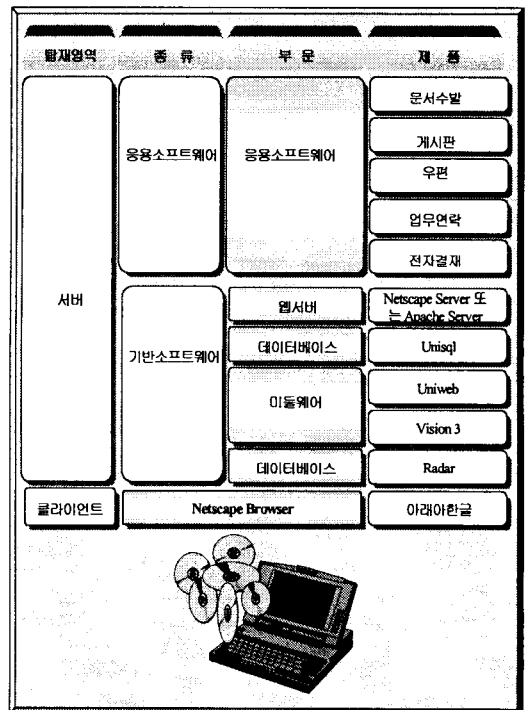 탑재영역 종 류 부 문 제 품
서버
응용소프트웨어
응용소프트웨어
문서수발
게시판
우편
업무연락
전자결재
기반소프트웨어
웹서버
Netscape Server 또
는 Apache Server
데이터베이스
Unisql
미둘웨어
Uniweb
Vision 3
데이터베이스
Radar
클라이언트
Netscape Browser
아래아한글